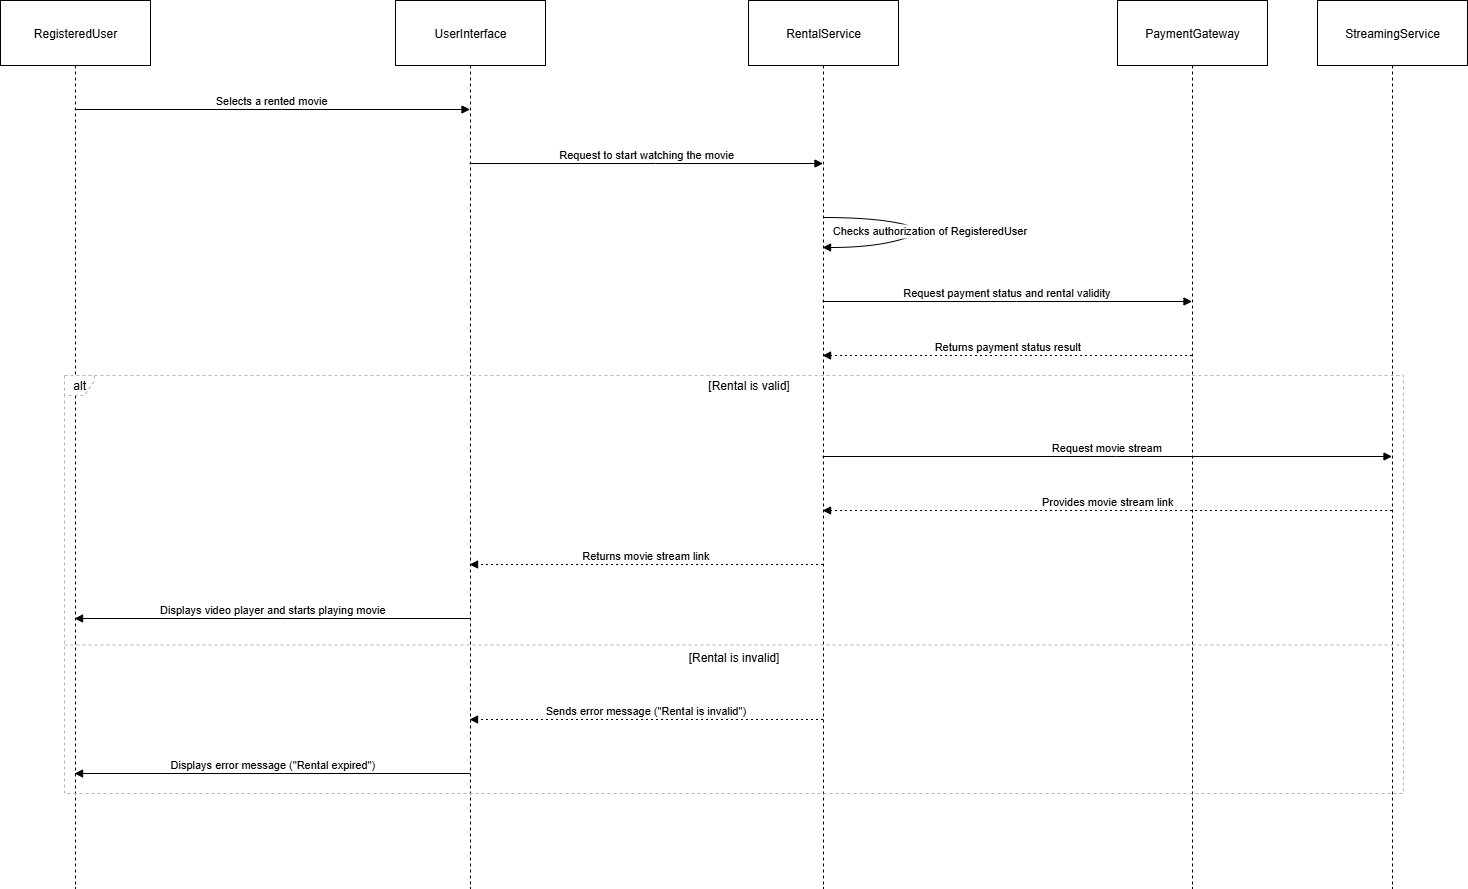 RegisteredUser
UserInterface
RentalService
PaymentGateway
StreamingService
Selects a rented movie
Request to start watching the movie
Checks authorization of RegisteredUser
Request payment status and rental validity
Returns payment status result
alt
[Rental is valid]
Request movie stream
Provides movie stream link
Returns movie stream link
Displays video player and starts playing movie
[Rental is invalid]
Sends error message ("Rental is invalid")
Displays error message ("Rental expired")